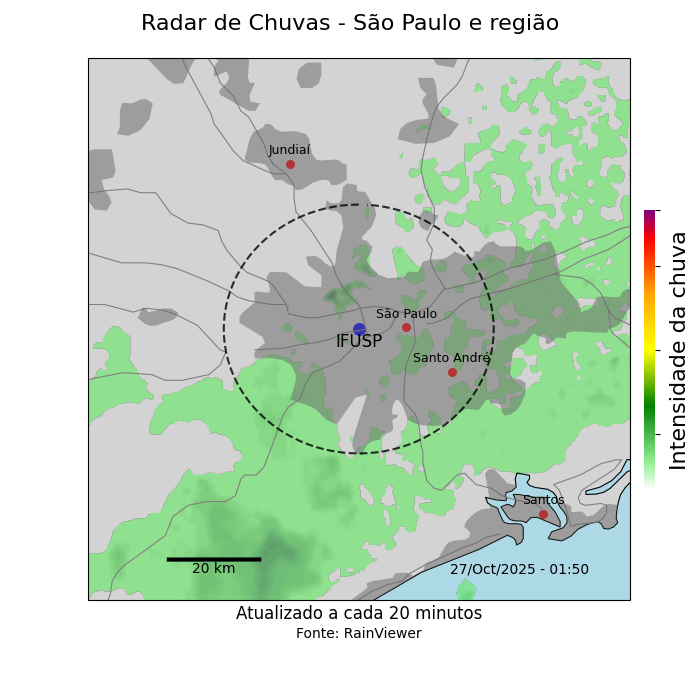 Radar de Chuvas - São Paulo e região
Jundiaí
São Paulo
IFUSP
Santo André
Santos
20 km
27/Oct/2025 - 01:50
Intensidade da chuva
Atualizado a cada 20 minutos
Fonte: RainViewer